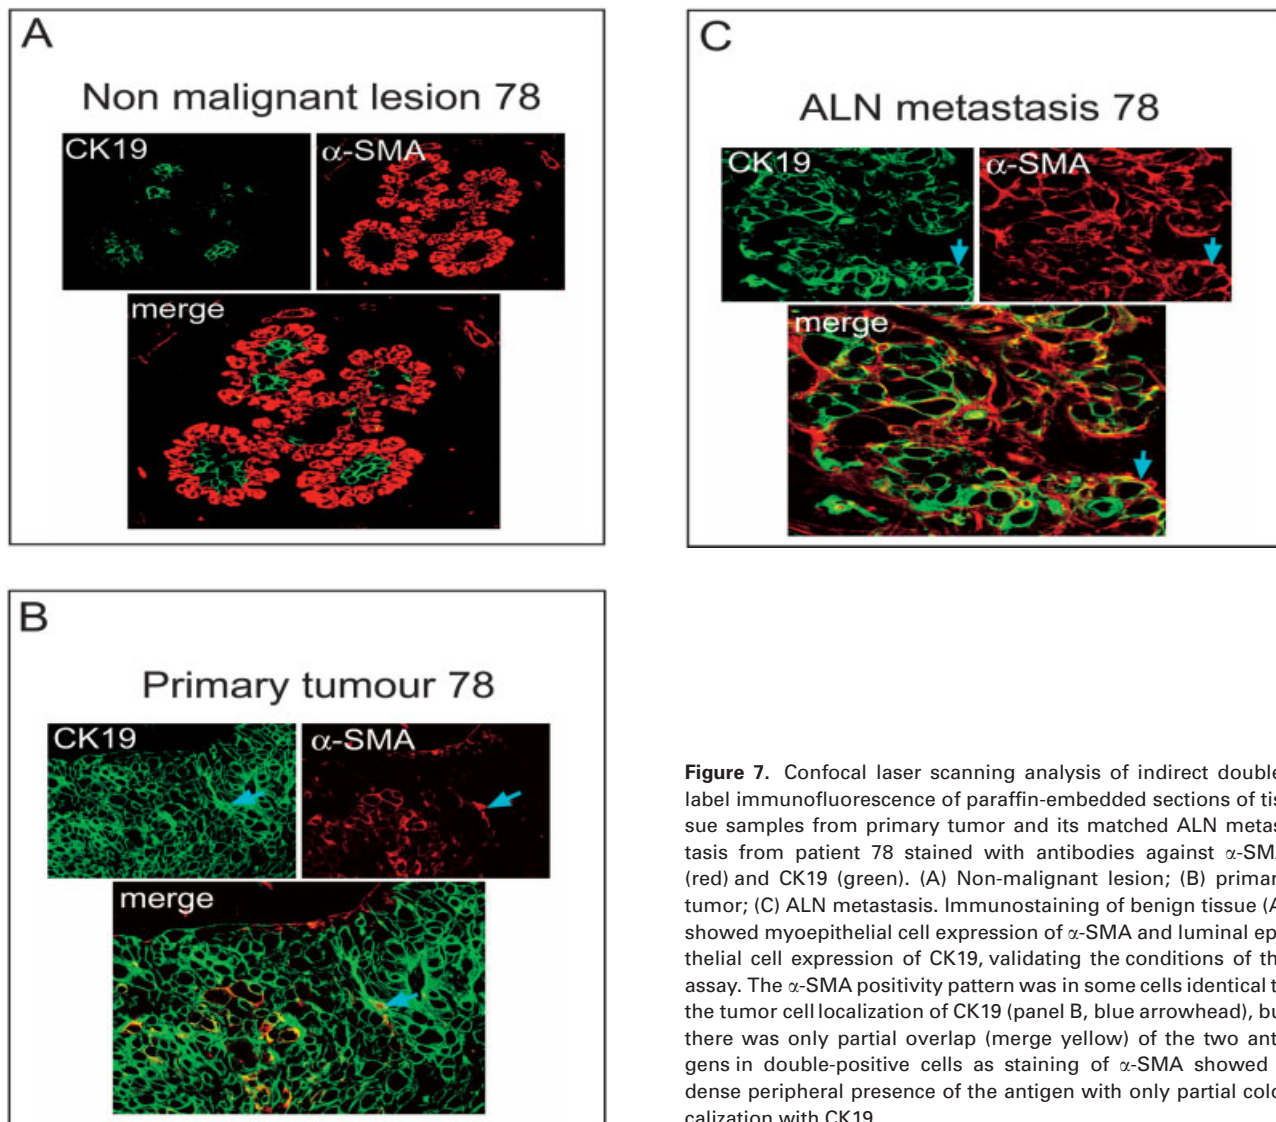 A
Non malignant lesion 78
CK19
α-SMA
merge
C
ALN metastasis 78
CK19
α-SMA
merge
B
Primary tumour 78
CK19
α-SMA
merge
Figure 7. Confocal laser scanning analysis of indirect double
label immunofluorescence of paraffin-embedded sections of tis
sue samples from primary tumor and its matched ALN metas
tasis from patient 78 stained with antibodies against α-SMA
(red) and CK19 (green). (A) Non-malignant lesion; (B) primar
tumor; (C) ALN metastasis. Immunostaining of benign tissue (A
showed myoepithelial cell expression of α-SMA and luminal ep
thelial cell expression of CK19, validating the conditions of th
assay. The α-SMA positivity pattern was in some cells identical t
the tumor cell localization of CK19 (panel B, blue arrowhead), bu
there was only partial overlap (merge yellow) of the two ant
gens in double-positive cells as staining of α-SMA showed
dense peripheral presence of the antigen with only partial colo
calization with CK19